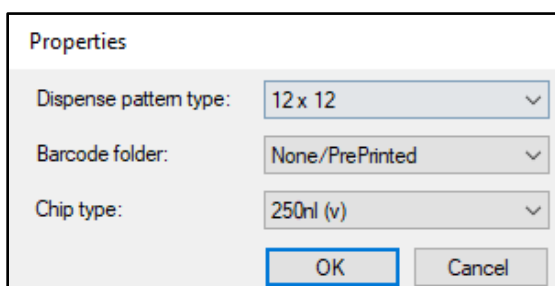 Properties
Dispense pattern type: 12 x 12
Barcode folder: None/PrePrinted
Chip type: 250nl (v)
OK Cancel